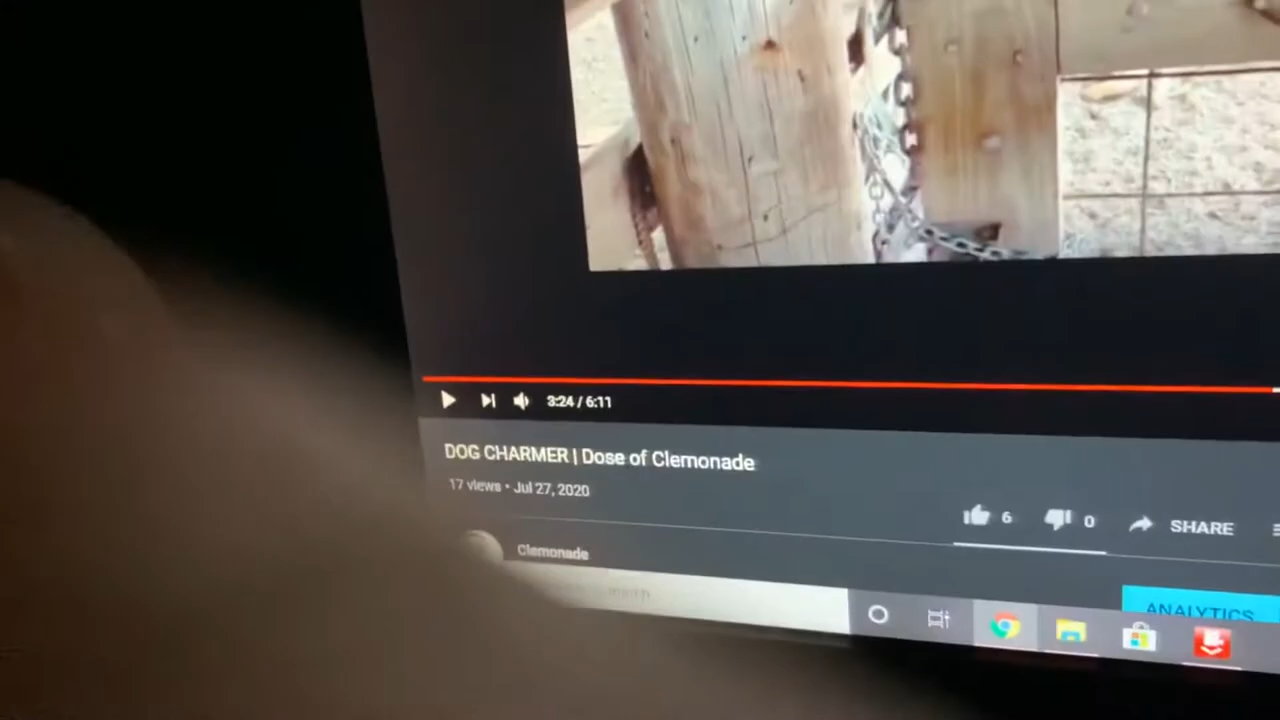 3:24 / 6:11
DOG CHARMER | Dose of Clemonade
17 views • Jul 27, 2020
6
0
SHARE
Clemonade
ANALYTICS